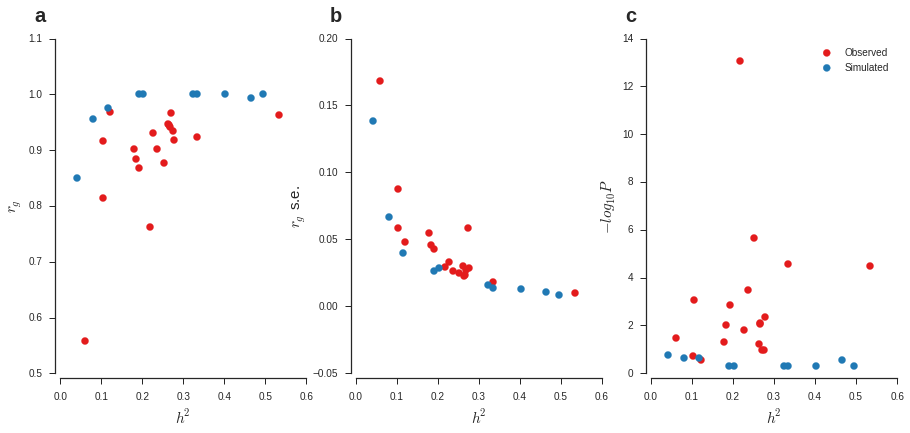 a
1.1
1.0
0.9
0.8
0.7
0.6
0.5
r_g
0.0 0.1 0.2 0.3 0.4 0.5 0.6
h²
b
0.20
0.15
0.10
0.05
0.00
−0.05
r_g s.e.
0.0 0.1 0.2 0.3 0.4 0.5 0.6
h²
c
14
12
10
8
6
4
2
0
−log₁₀P
0.0 0.1 0.2 0.3 0.4 0.5 0.6
h²
Observed
Simulated